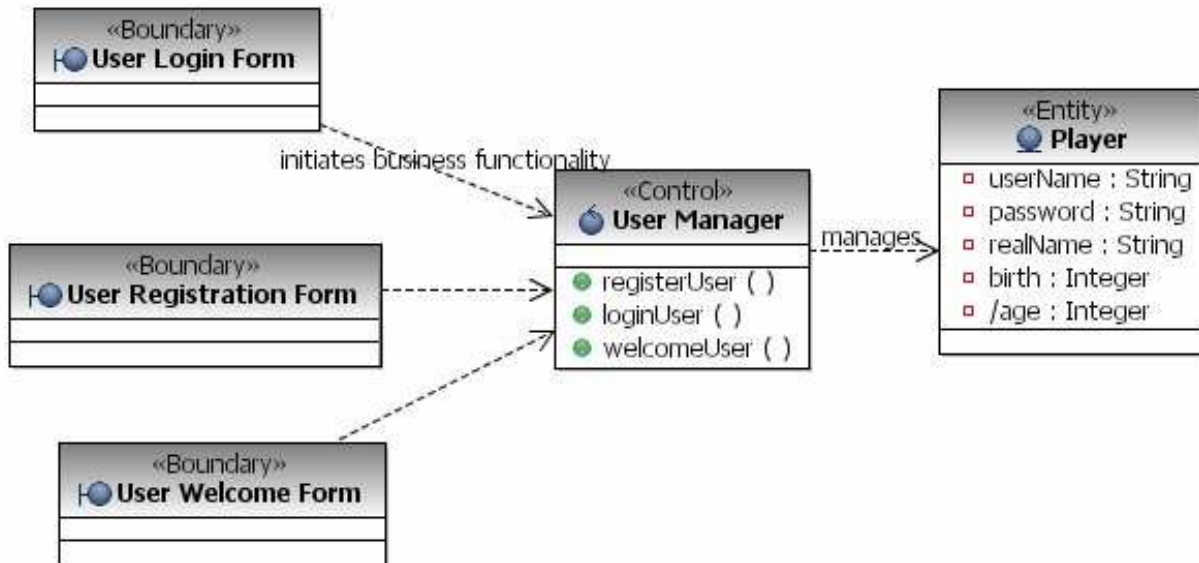 «Boundary»
User Login Form
initiates business functionality
«Boundary»
User Registration Form
«Boundary»
User Welcome Form
«Control»
User Manager
registerUser ( )
loginUser ( )
welcomeUser ( )
manages
«Entity»
Player
userName : String
password : String
realName : String
birth : Integer
/age : Integer